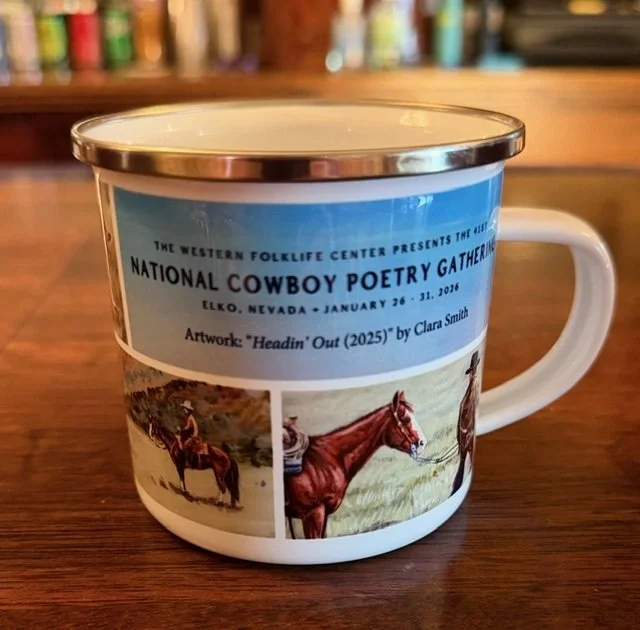 THE WESTERN FOLKLIFE CENTER PRESENTS THE 41ST
NATIONAL COWBOY POETRY GATHERING
ELKO, NEVADA • JANUARY 26 - 31, 2026
Artwork: "Headin' Out (2025)" by Clara Smith